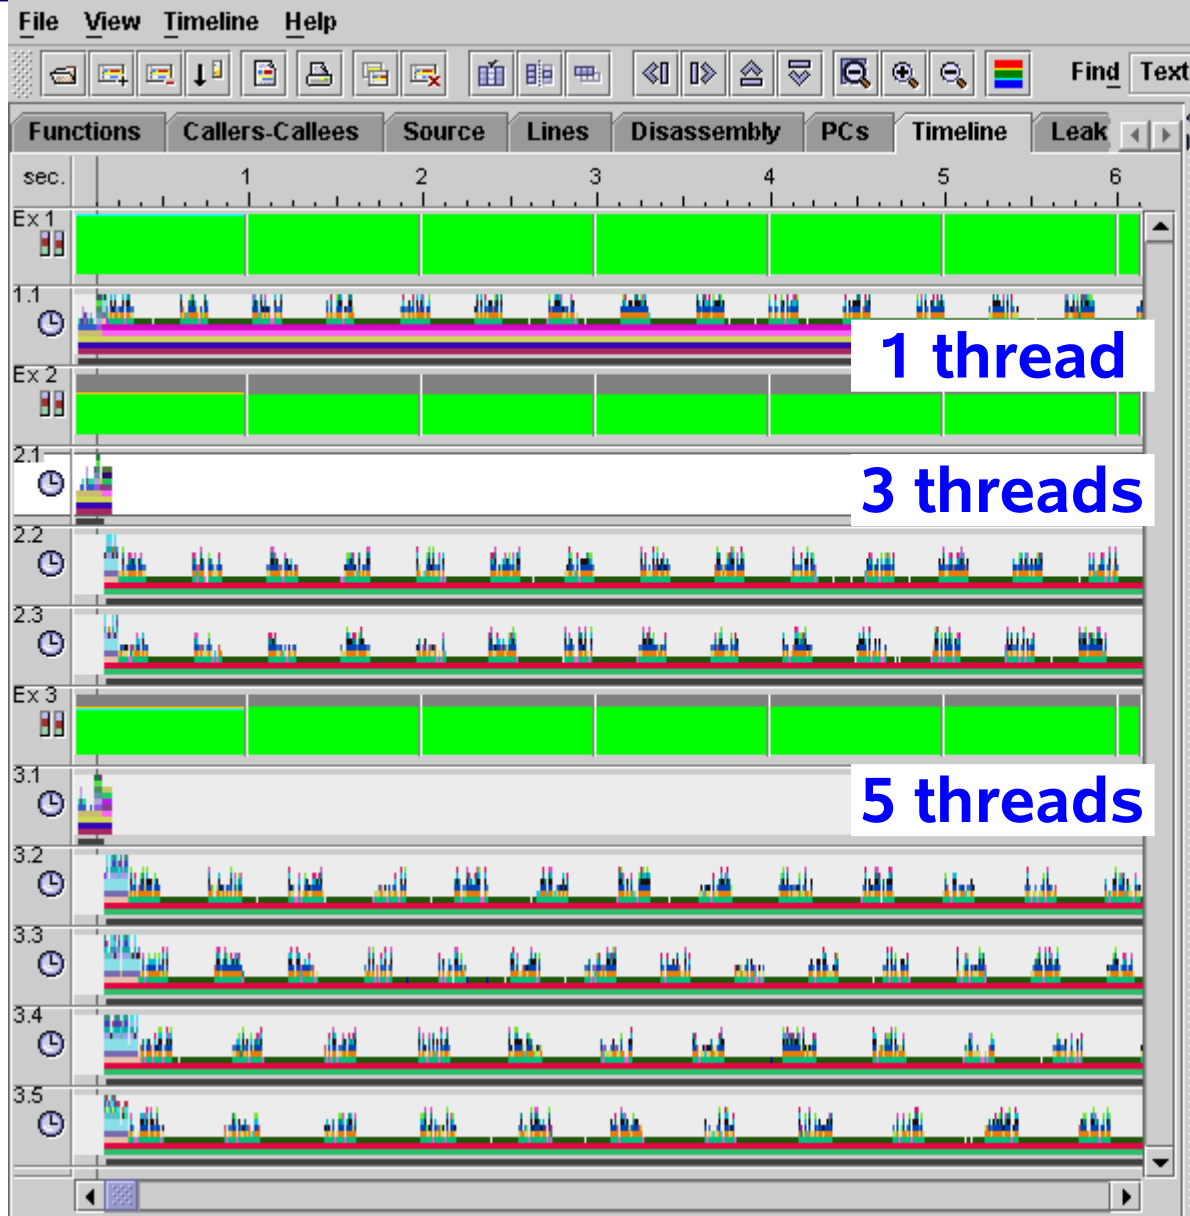 File View Timeline Help
Find Text
Functions Callers-Callees Source Lines Disassembly PCs Timeline Leak
sec. 1 2 3 4 5 6
Ex 1
1.1
1 thread
Ex 2
2.1
3 threads
2.2
2.3
Ex 3
3.1
5 threads
3.2
3.3
3.4
3.5